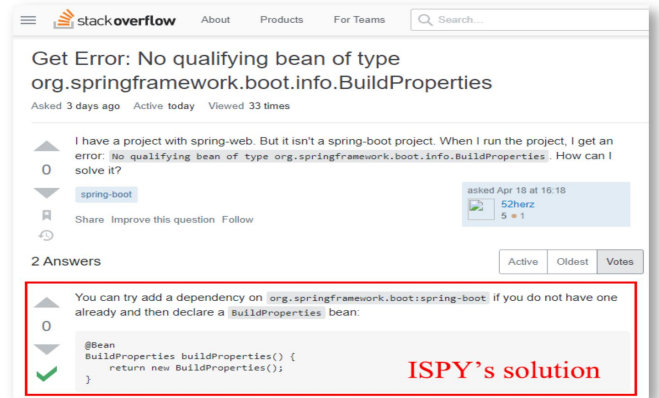 stackoverflow About Products For Teams Search...
Get Error: No qualifying bean of type
org.springframework.boot.info.BuildProperties
Asked 3 days ago Active today Viewed 33 times
I have a project with spring-web. But it isn't a spring-boot project. When I run the project, I get an
error: No qualifying bean of type org.springframework.boot.info.BuildProperties . How can I
solve it?
0
spring-boot
asked Apr 18 at 16:18
52herz
5 1
Share Improve this question Follow
2 Answers
Active Oldest Votes
You can try add a dependency on org.springframework.boot:spring-boot if you do not have one
already and then declare a BuildProperties bean:
0
@Bean
BuildProperties buildProperties() {
return new BuildProperties();
}
ISPY's solution